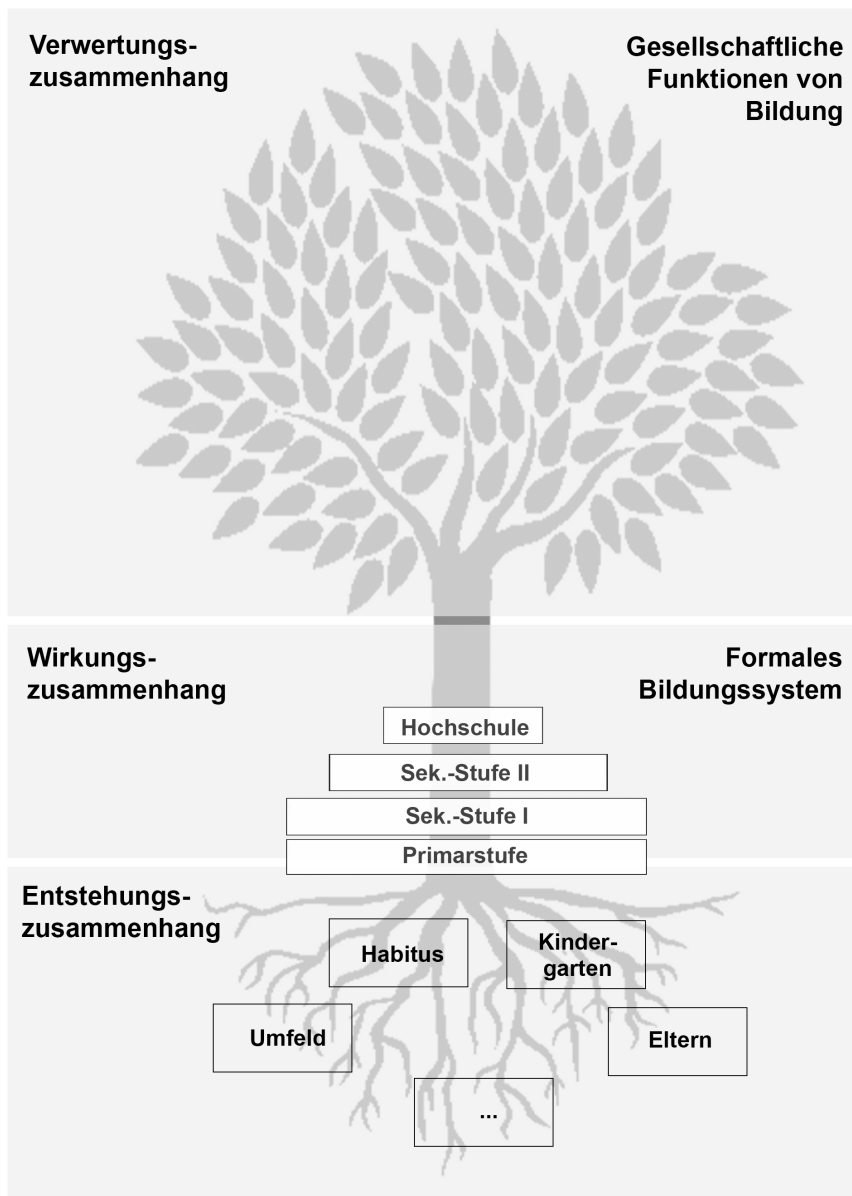 Verwertungs-
zusammenhang
Gesellschaftliche
Funktionen von
Bildung
Wirkungs-
zusammenhang
Formales
Bildungssystem
Hochschule
Sek.-Stufe II
Sek.-Stufe I
Primarstufe
Entstehungs-
zusammenhang
Habitus
Kinder-
garten
Umfeld
Eltern
...